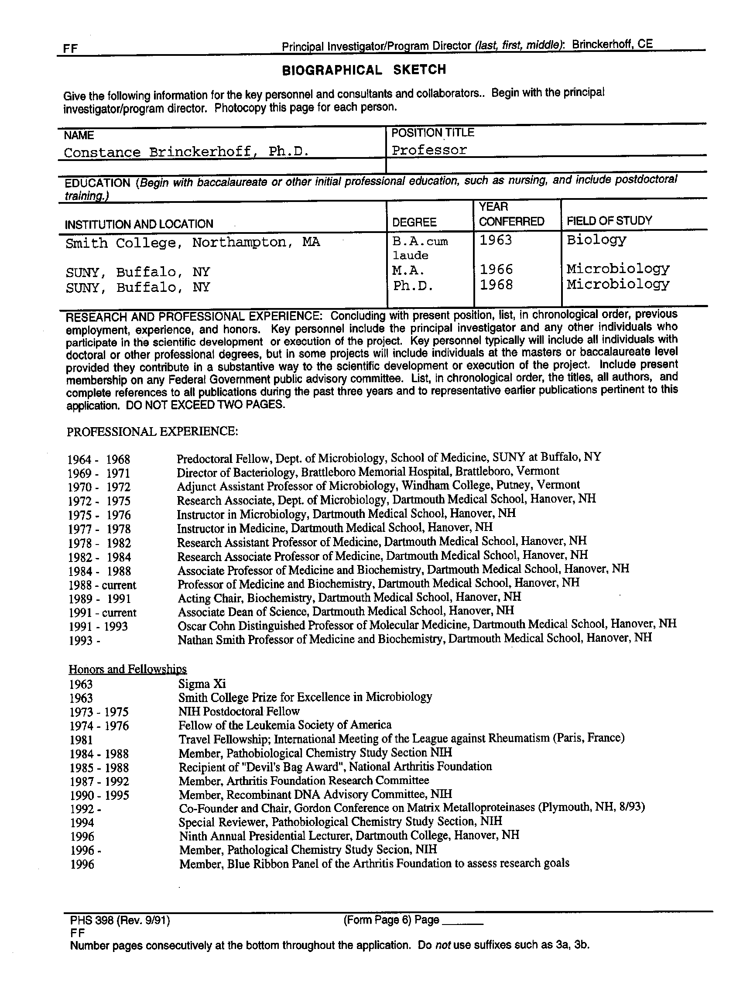 FF Principal Investigator/Program Director (last, first, middle): Brinckerhoff, CE
BIOGRAPHICAL SKETCH
Give the following information for the key personnel and consultants and collaborators.. Begin with the principal
investigator/program director. Photocopy this page for each person.
NAME POSITION TITLE
Constance Brinckerhoff, Ph.D. Professor
EDUCATION (Begin with baccalaureate or other initial professional education, such as nursing, and include postdoctoral
training.)
INSTITUTION AND LOCATION DEGREE YEAR CONFERRED FIELD OF STUDY
Smith College, Northampton, MA B.A.cum laude 1963 Biology
SUNY, Buffalo, NY M.A. 1966 Microbiology
SUNY, Buffalo, NY Ph.D. 1968 Microbiology
RESEARCH AND PROFESSIONAL EXPERIENCE: Concluding with present position, list, in chronological order, previous
employment, experience, and honors. Key personnel include the principal investigator and any other individuals who
participate in the scientific development or execution of the project. Key personnel typically will include all individuals with
doctoral or other professional degrees, but in some projects will include individuals at the masters or baccalaureate level
provided they contribute in a substantive way to the scientific development or execution of the project. Include present
membership on any Federal Government public advisory committee. List, in chronological order, the titles, all authors, and
complete references to all publications during the past three years and to representative earlier publications pertinent to this
application. DO NOT EXCEED TWO PAGES.
PROFESSIONAL EXPERIENCE:
1964 - 1968 Predoctoral Fellow, Dept. of Microbiology, School of Medicine, SUNY at Buffalo, NY
1969 - 1971 Director of Bacteriology, Brattleboro Memorial Hospital, Brattleboro, Vermont
1970 - 1972 Adjunct Assistant Professor of Microbiology, Windham College, Putney, Vermont
1972 - 1975 Research Associate, Dept. of Microbiology, Dartmouth Medical School, Hanover, NH
1975 - 1976 Instructor in Microbiology, Dartmouth Medical School, Hanover, NH
1977 - 1978 Instructor in Medicine, Dartmouth Medical School, Hanover, NH
1978 - 1982 Research Assistant Professor of Medicine, Dartmouth Medical School, Hanover, NH
1982 - 1984 Research Associate Professor of Medicine, Dartmouth Medical School, Hanover, NH
1984 - 1988 Associate Professor of Medicine and Biochemistry, Dartmouth Medical School, Hanover, NH
1988 - current Professor of Medicine and Biochemistry, Dartmouth Medical School, Hanover, NH
1989 - 1991 Acting Chair, Biochemistry, Dartmouth Medical School, Hanover, NH
1991 - current Associate Dean of Science, Dartmouth Medical School, Hanover, NH
1991 - 1993 Oscar Cohn Distinguished Professor of Molecular Medicine, Dartmouth Medical School, Hanover, NH
1993 - Nathan Smith Professor of Medicine and Biochemistry, Dartmouth Medical School, Hanover, NH
Honors and Fellowships
1963 Sigma Xi
1963 Smith College Prize for Excellence in Microbiology
1973 - 1975 NIH Postdoctoral Fellow
1974 - 1976 Fellow of the Leukemia Society of America
1981 Travel Fellowship; International Meeting of the League against Rheumatism (Paris, France)
1984 - 1988 Member, Pathobiological Chemistry Study Section NIH
1985 - 1988 Recipient of "Devil's Bag Award", National Arthritis Foundation
1987 - 1992 Member, Arthritis Foundation Research Committee
1990 - 1995 Member, Recombinant DNA Advisory Committee, NIH
1992 - Co-Founder and Chair, Gordon Conference on Matrix Metalloproteinases (Plymouth, NH, 8/93)
1994 Special Reviewer, Pathobiological Chemistry Study Section, NIH
1996 Ninth Annual Presidential Lecturer, Dartmouth College, Hanover, NH
1996 - Member, Pathological Chemistry Study Secion, NIH
1996 Member, Blue Ribbon Panel of the Arthritis Foundation to assess research goals
PHS 398 (Rev. 9/91) (Form Page 6) Page
FF
Number pages consecutively at the bottom throughout the application. Do not use suffixes such as 3a, 3b.